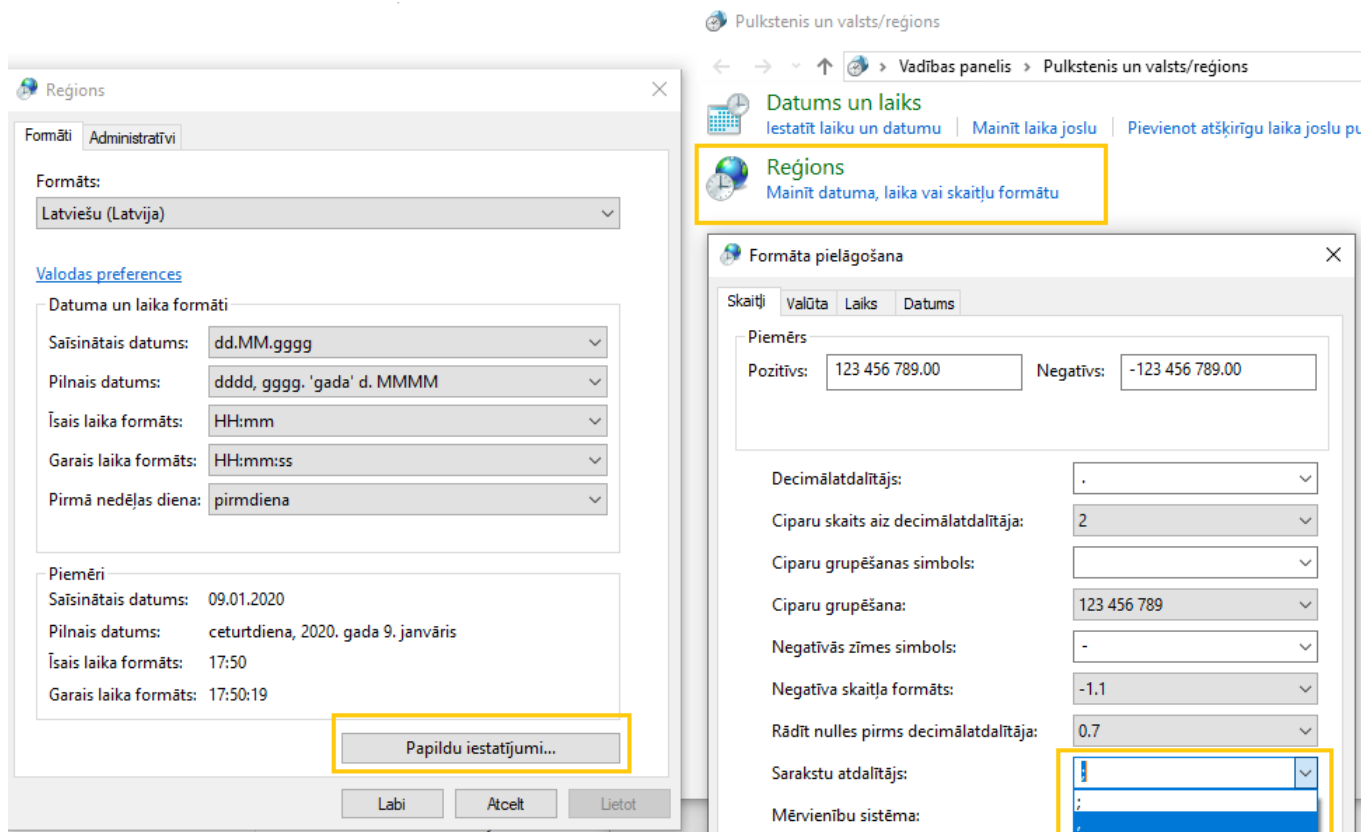 Reģions
Formāti
Administratīvi
Formāts:
Latviešu (Latvija)
Valodas preferences
Datuma un laika formāti
Saīsinātais datums: dd.MM.gggg
Pilnais datums: dddd, gggg. 'gada' d. MMMM
Īsais laika formāts: HH:mm
Garais laika formāts: HH:mm:ss
Pirmā nedēļas diena: pirmdiena
Piemēri
Saīsinātais datums: 09.01.2020
Pilnais datums: ceturtdiena, 2020. gada 9. janvāris
Īsais laika formāts: 17:50
Garais laika formāts: 17:50:19
Papildu iestatījumi...
Labi Atcelt Lietot
Pulkstenis un valsts/reģions
Vadības panelis > Pulkstenis un valsts/reģions
Datums un laiks
Iestatīt laiku un datumu | Mainīt laika joslu | Pievienot atšķirīgu laika joslu pu
Reģions
Mainīt datuma, laika vai skaitļu formātu
Formāta pielāgošana
Skaitļi Valūta Laiks Datums
Piemērs
Pozitīvs: 123 456 789.00 Negatīvs: -123 456 789.00
Decimālatdalītājs: .
Ciparu skaits aiz decimālatdalītāja: 2
Ciparu grupēšanas simbols:
Ciparu grupēšana: 123 456 789
Negatīvās zīmes simbols: -
Negatīva skaitļa formāts: -1.1
Rādīt nulles pirms decimālatdalītāja: 0.7
Sarakstu atdalītājs: ;
;
Mērvienību sistēma: ,